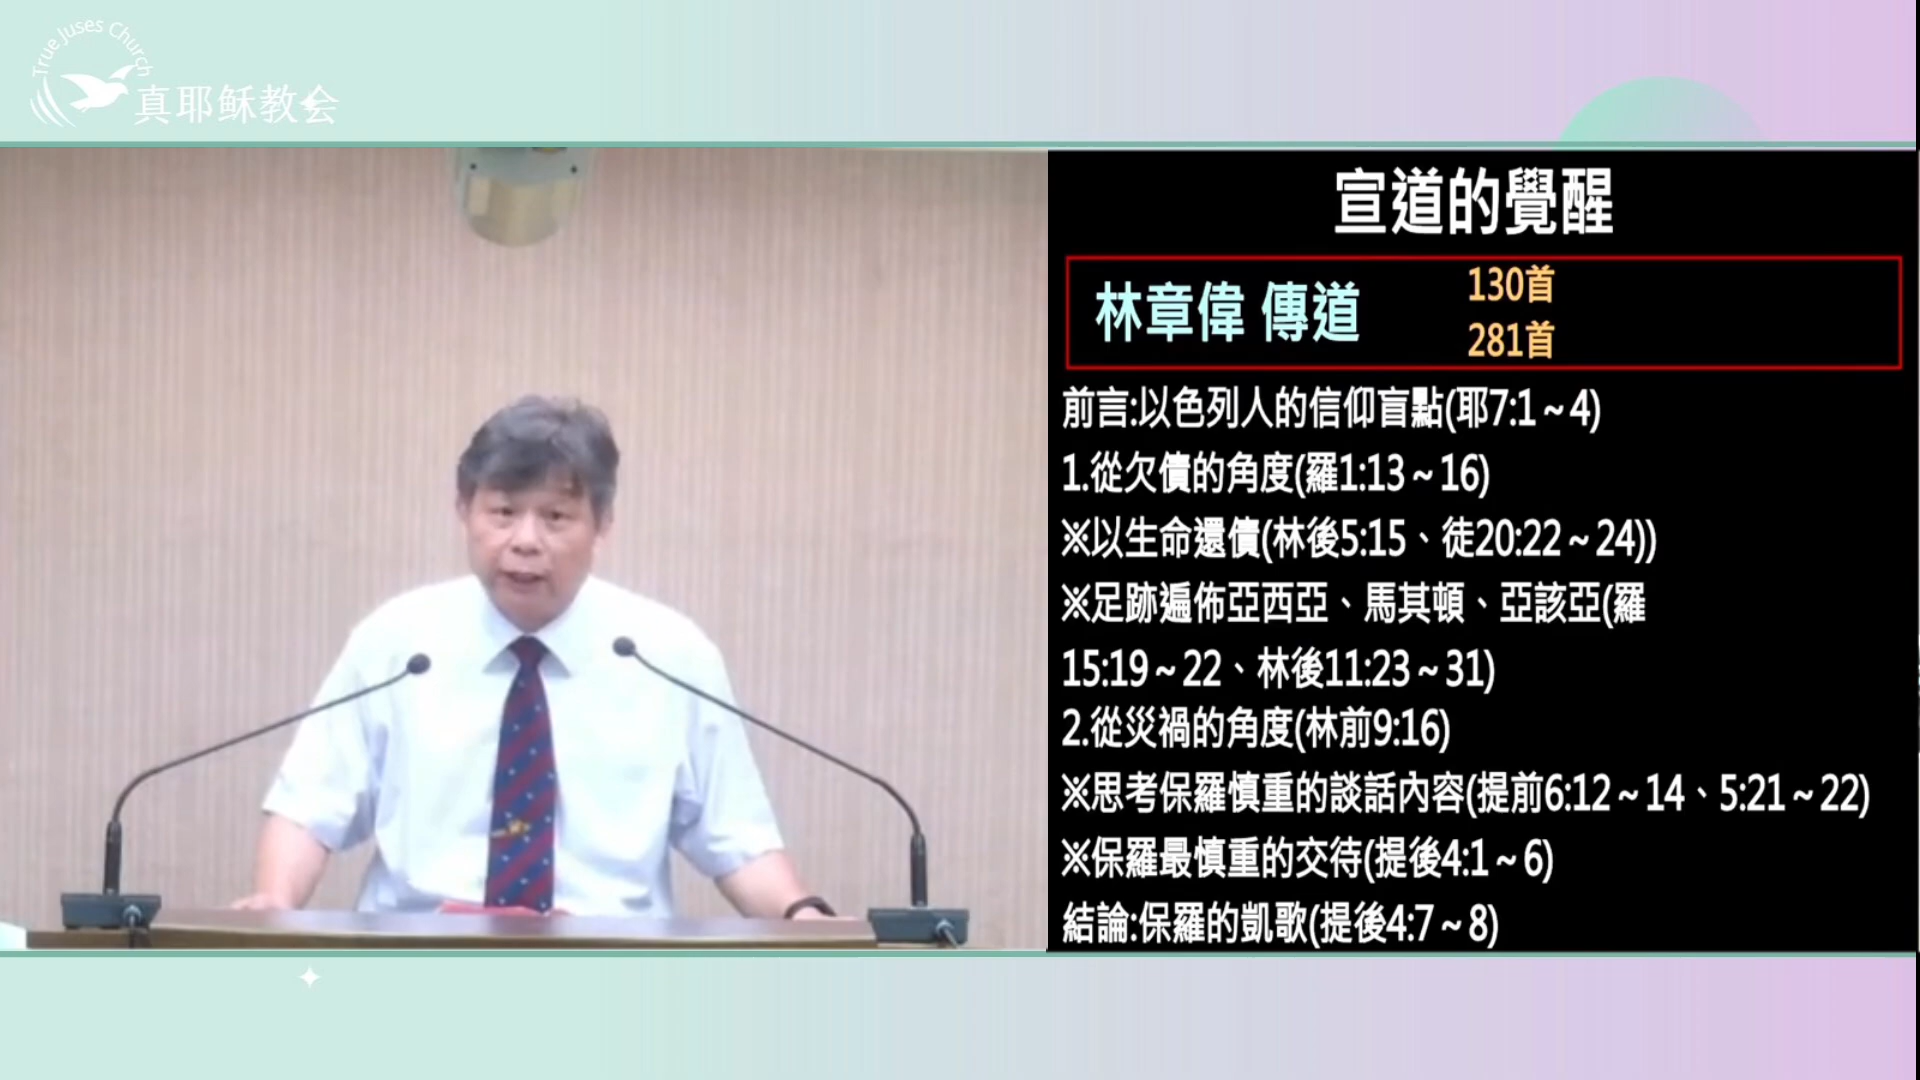 True Juses Church
真耶稣教会
宣道的覺醒
林章偉 傳道
130首
281首
前言:以色列人的信仰盲點(耶7:1~4)
1.從欠債的角度(羅1:13~16)
※以生命還債(林後5:15、徒20:22~24))
※足跡遍佈亞西亞、馬其頓、亞該亞(羅
15:19~22、林後11:23~31)
2.從災禍的角度(林前9:16)
※思考保羅慎重的談話內容(提前6:12~14、5:21~22)
※保羅最慎重的交待(提後4:1~6)
結論:保羅的凱歌(提後4:7~8)